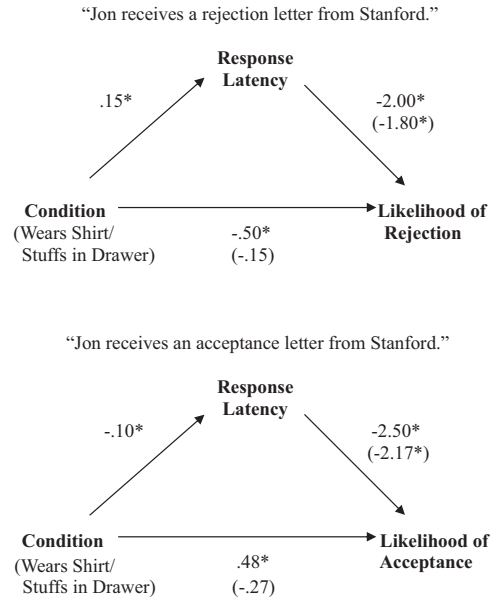 “Jon receives a rejection letter from Stanford.”
Response
Latency
.15*
-2.00*
(-1.80*)
Condition
(Wears Shirt/
Stuffs in Drawer)
-.50*
(-.15)
Likelihood of
Rejection
“Jon receives an acceptance letter from Stanford.”
Response
Latency
-.10*
-2.50*
(-2.17*)
Condition
(Wears Shirt/
Stuffs in Drawer)
.48*
(-.27)
Likelihood of
Acceptance